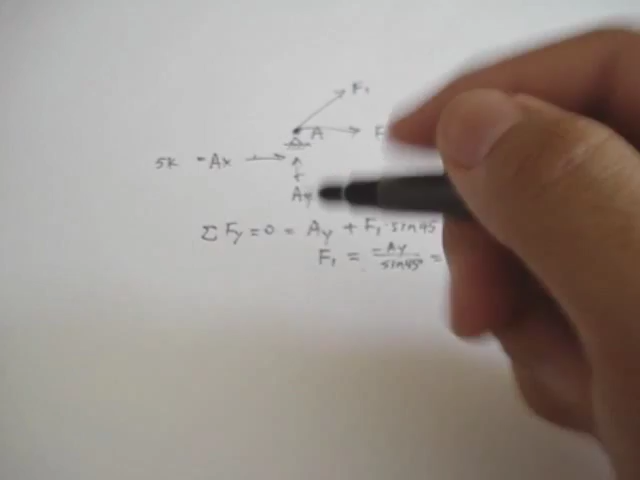 F₁
A F
5k -Ax
Ay
ΣFy = 0 = Ay + F₁·sin45
F₁ = -Ay/sin45° =